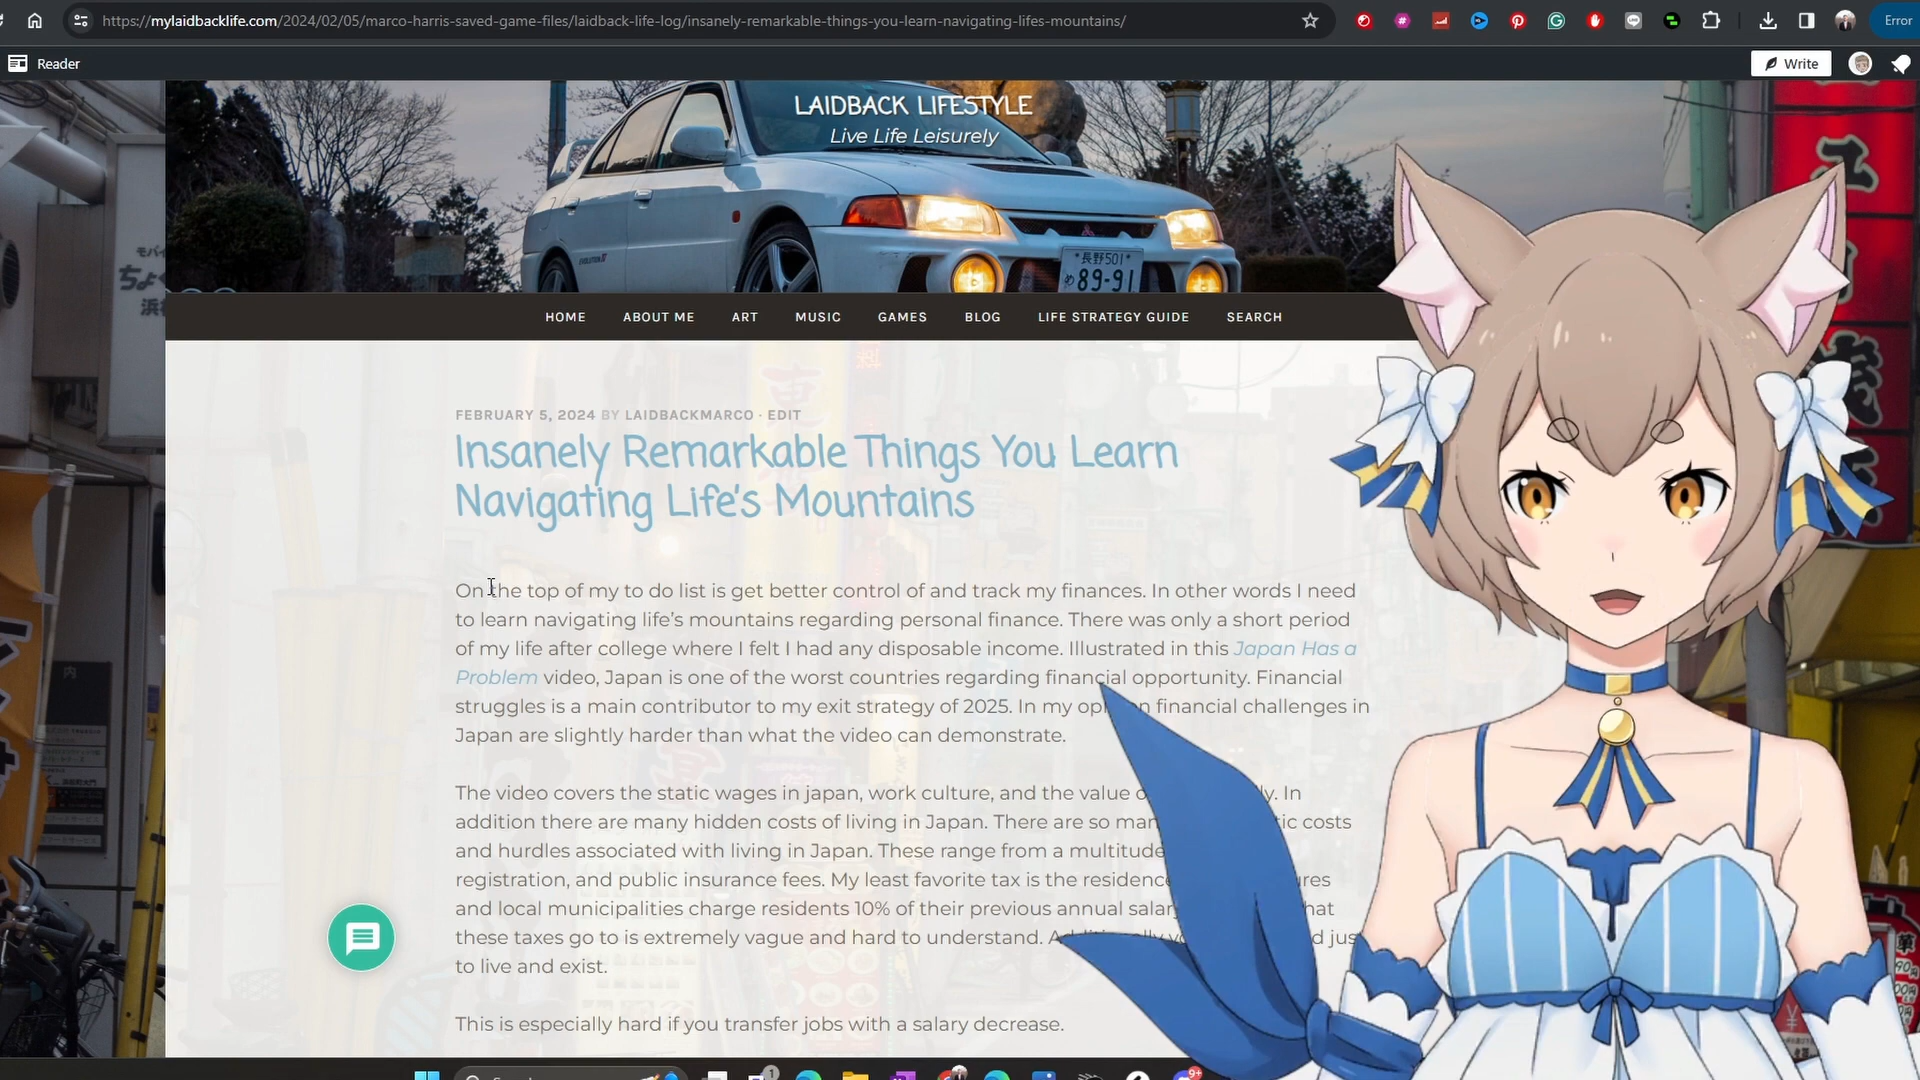 https://mylaidbacklife.com/2024/02/05/marco-harris-saved-game-files/laidback-life-log/insanely-remarkable-things-you-learn-navigating-lifes-mountains/
Error
Reader
Write
LAIDBACK LIFESTYLE
Live Life Leisurely
長野501
89-91
HOME ABOUT ME ART MUSIC GAMES BLOG LIFE STRATEGY GUIDE SEARCH
FEBRUARY 5, 2024 BY LAIDBACKMARCO · EDIT
Insanely Remarkable Things You Learn
Navigating Life's Mountains
On the top of my to do list is get better control of and track my finances. In other words I need
to learn navigating life's mountains regarding personal finance. There was only a short period
of my life after college where I felt I had any disposable income. Illustrated in this Japan Has a
Problem video, Japan is one of the worst countries regarding financial opportunity. Financial
struggles is a main contributor to my exit strategy of 2025. In my financial challenges in
Japan are slightly harder than what the video can demonstrate.
The video covers the static wages in japan, work culture, and the value In
addition there are many hidden costs of living in Japan. There are so costs
and hurdles associated with living in Japan. These range from a multitude
registration, and public insurance fees. My least favorite tax is the
and local municipalities charge residents 10% of their previous annual
these taxes go to is extremely vague and hard to understand.
to live and exist.
This is especially hard if you transfer jobs with a salary decrease.
1
9+